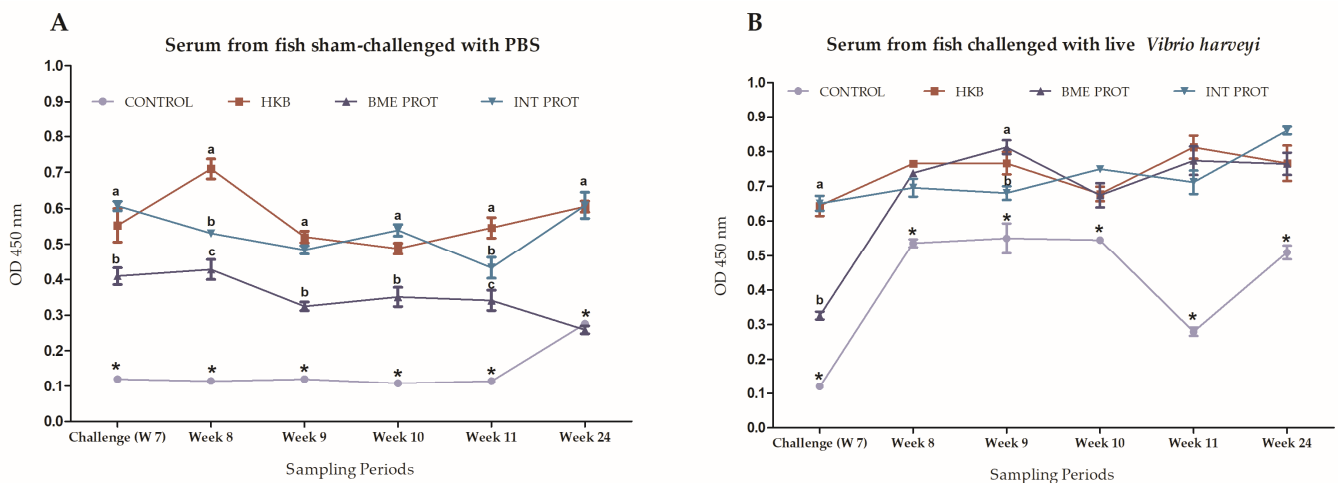 A
Serum from fish sham-challenged with PBS
1.0
0.9
0.8
0.7
0.6
0.5
0.4
0.3
0.2
0.1
0.0
OD 450 nm
CONTROL HKB BME PROT INT PROT
a a a a a a
b b b
b c b b c
* * * * * *
Challenge (W 7) Week 8 Week 9 Week 10 Week 11 Week 24
Sampling Periods
B
Serum from fish challenged with live Vibrio harveyi
1.0
0.9
0.8
0.7
0.6
0.5
0.4
0.3
0.2
0.1
0.0
OD 450 nm
CONTROL HKB BME PROT INT PROT
a a
b b
* * * * * *
Challenge (W 7) Week 8 Week 9 Week 10 Week 11 Week 24
Sampling Periods